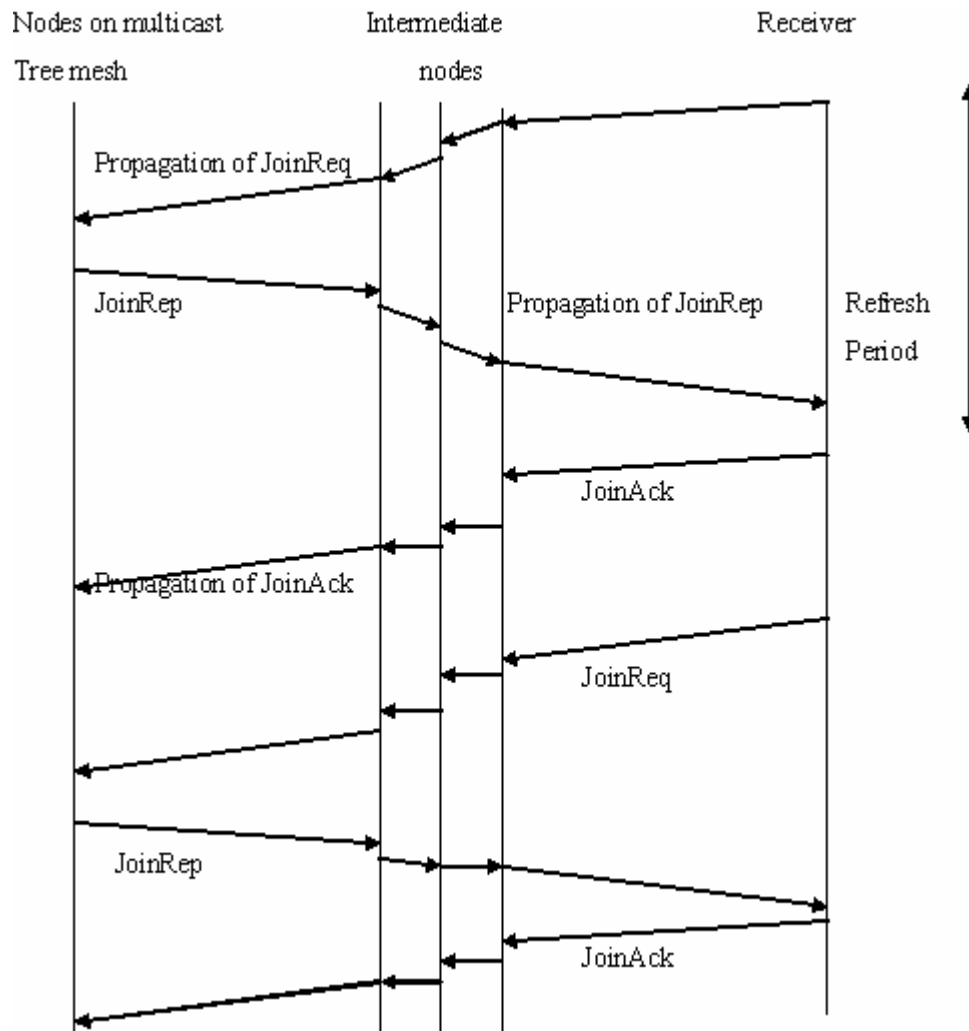 Nodes on multicast
Tree mesh
Intermediate
nodes
Receiver
Propagation of JoinReq
JoinRep
Propagation of JoinRep
Refresh
Period
JoinAck
Propagation of JoinAck
JoinReq
JoinRep
JoinAck